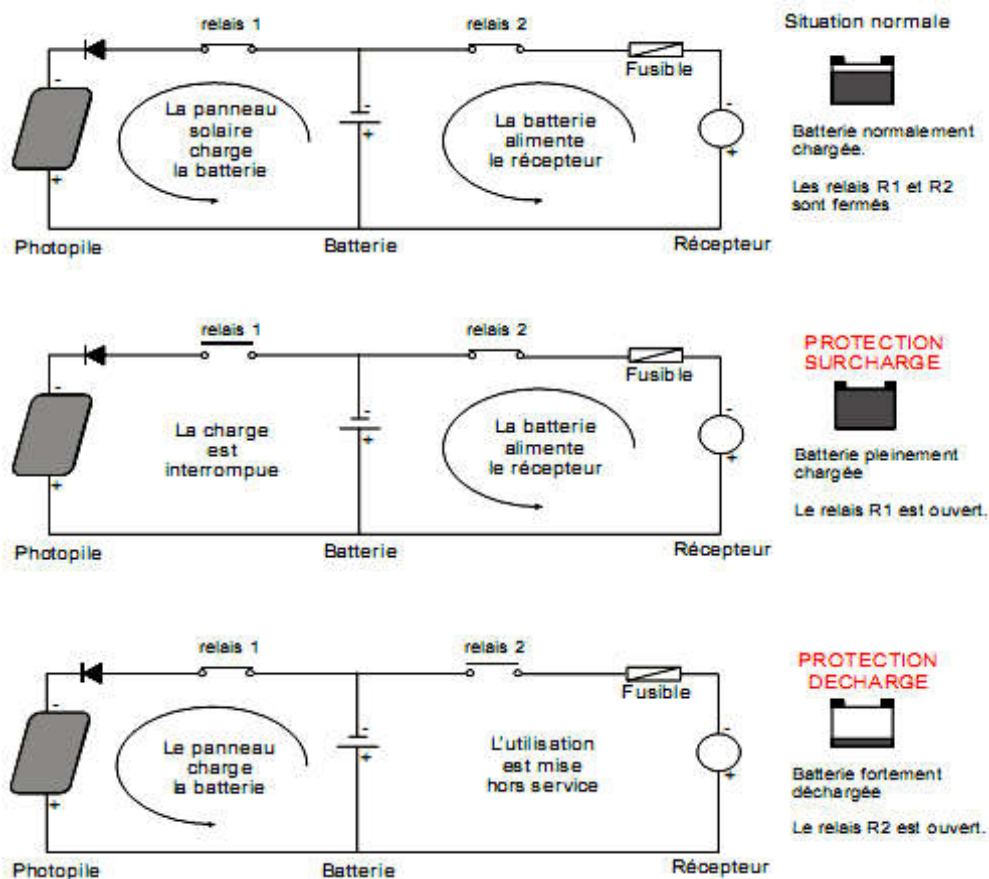 relais 1
relais 2
Situation normale
Fusible
-
-
-
La panneau
solaire
charge
la batterie
La batterie
alimente
le récepteur
+
+
+
Batterie normalement
chargée.
Les relais R1 et R2
sont fermés
Photopile
Batterie
Récepteur
relais 1
relais 2
PROTECTION
SURCHARGE
Fusible
-
-
-
La charge
est
interrompue
La batterie
alimente
le récepteur
+
+
+
Batterie pleinement
chargée
Le relais R1 est ouvert.
Photopile
Batterie
Récepteur
relais 1
relais 2
PROTECTION
DECHARGE
Fusible
-
-
-
Le panneau
charge
la batterie
L'utilisation
est mise
hors service
+
+
+
Batterie fortement
déchargée
Le relais R2 est ouvert.
Photopile
Batterie
Récepteur